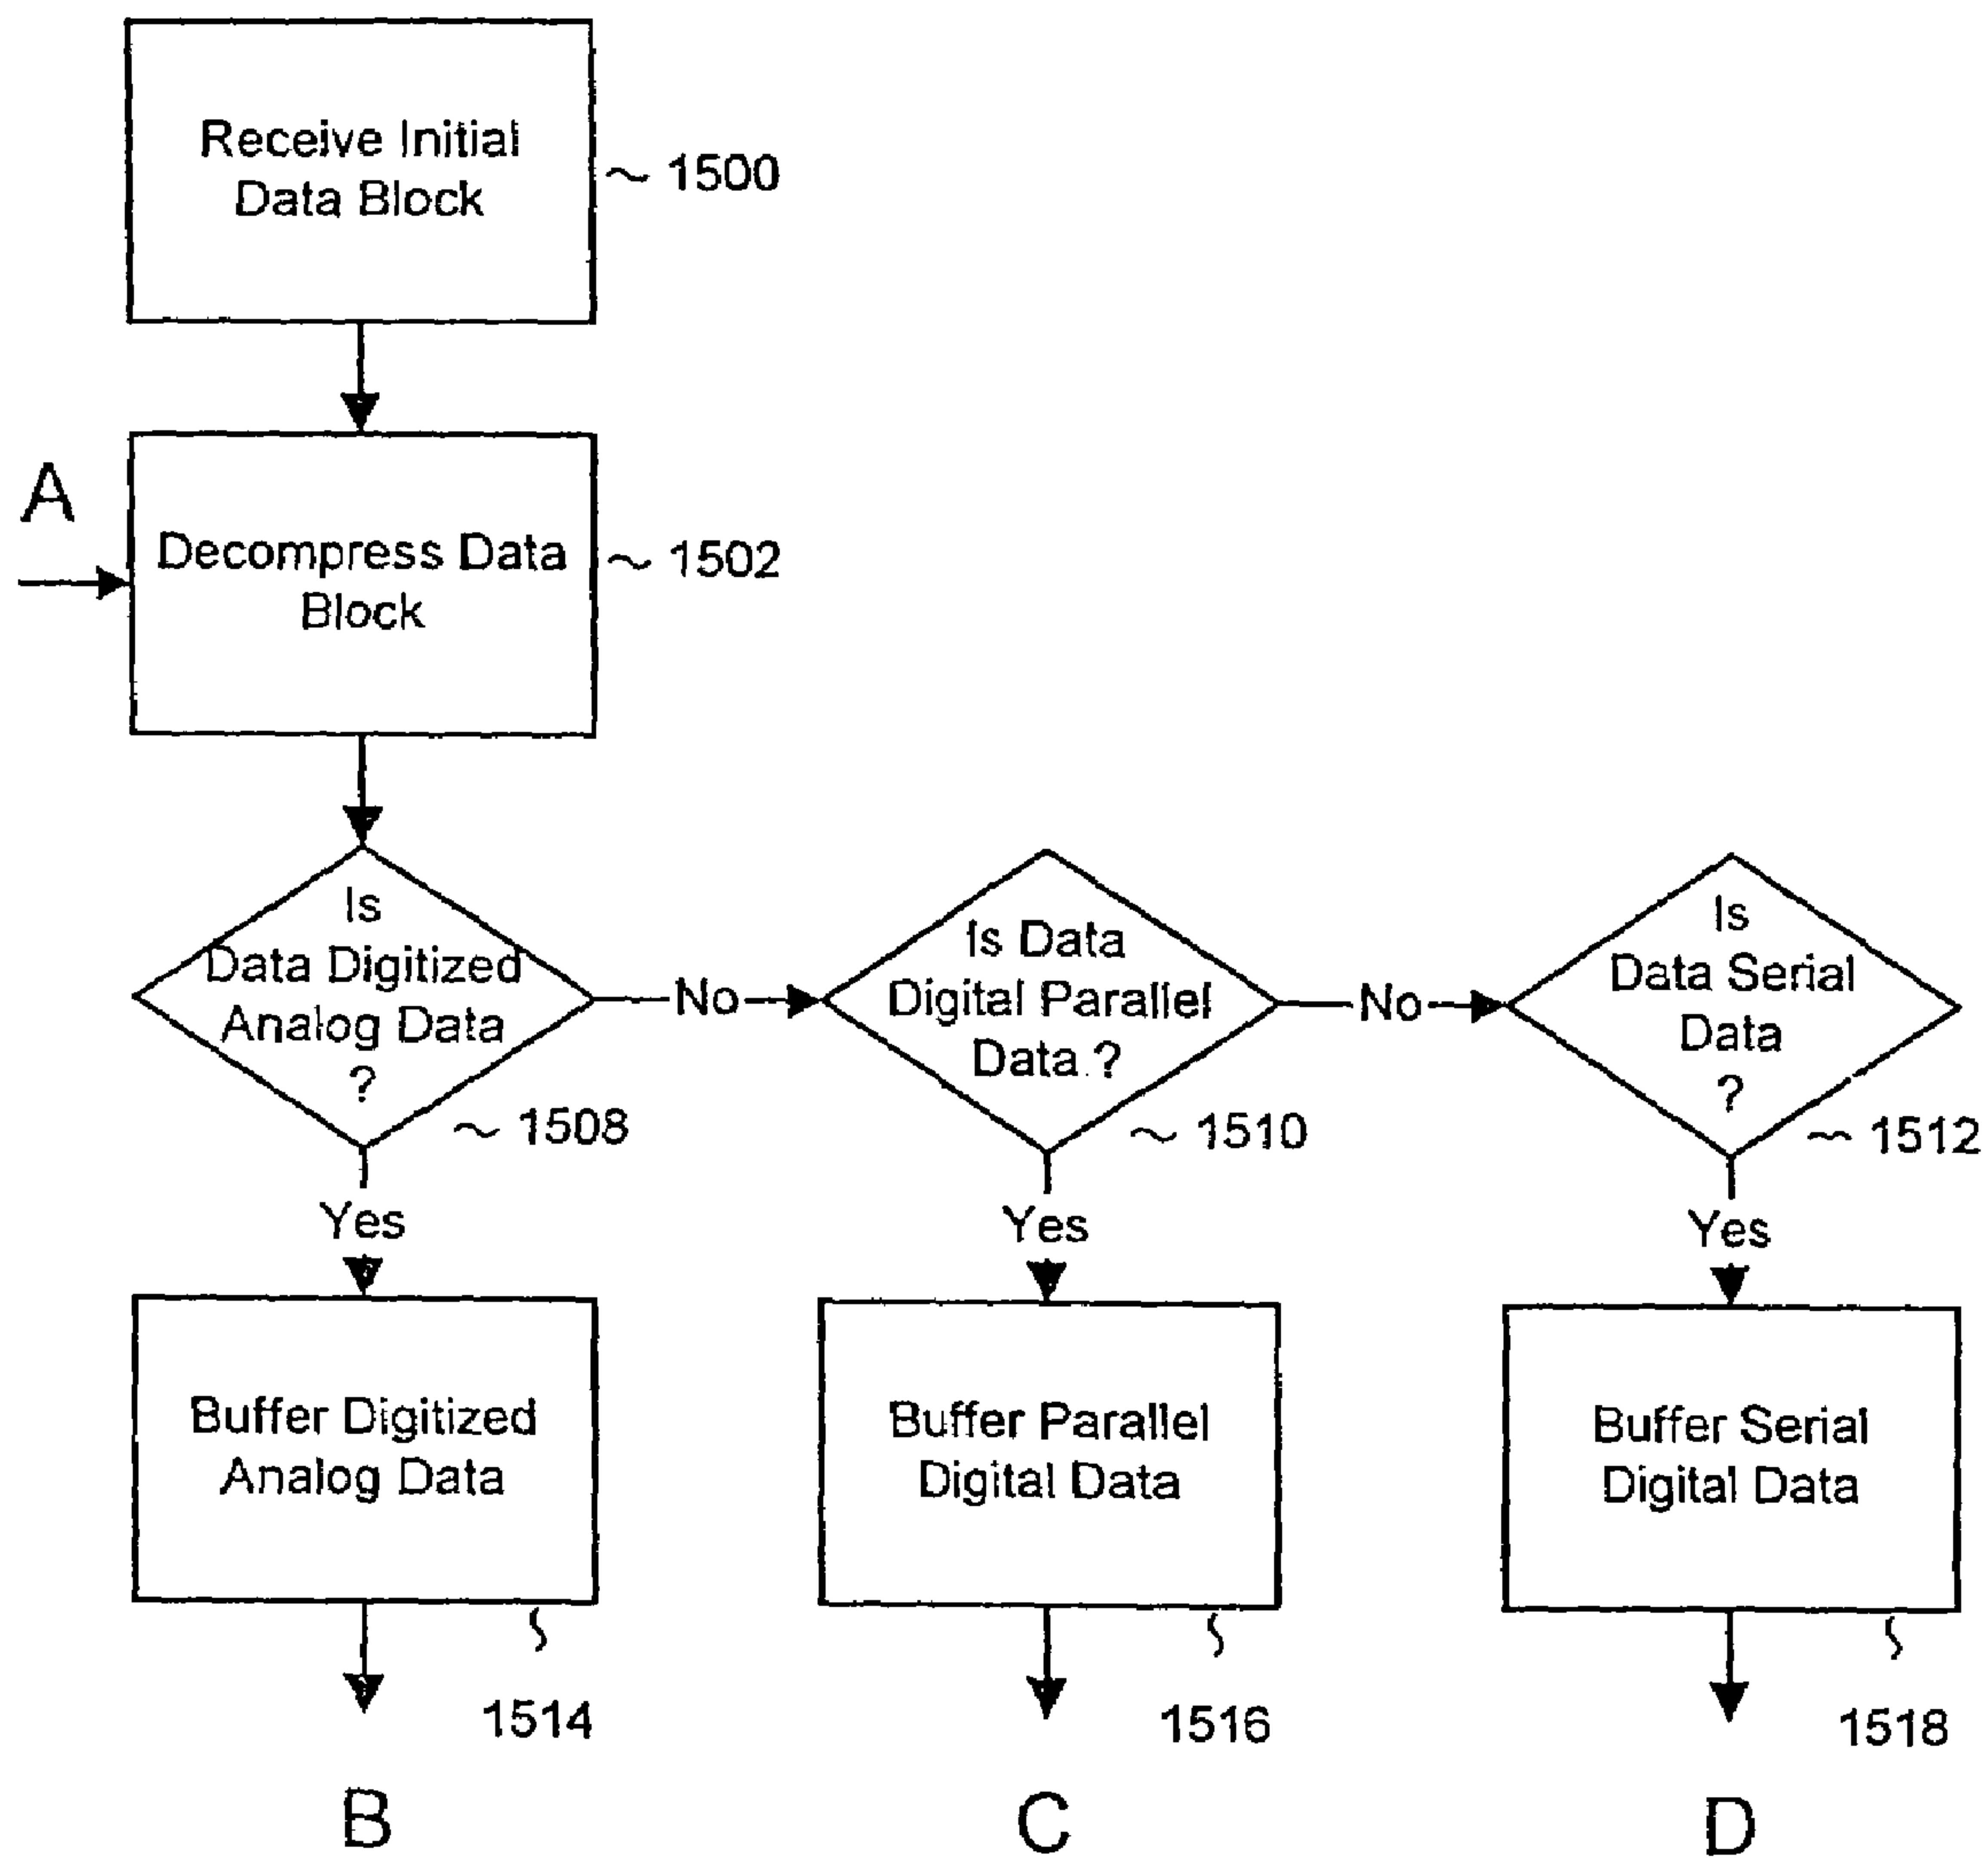 Receive Initial
Data Block
~ 1500
A
Decompress Data
Block
~ 1502
Is
Data Digitized
Analog Data
?
~ 1508
No
Is Data
Digital Parallel
Data ?
~ 1510
No
Is
Data Serial
Data
?
~ 1512
Yes
Yes
Yes
Buffer Digitized
Analog Data
Buffer Parallel
Digital Data
Buffer Serial
Digital Data
1514
1516
1518
B
C
D